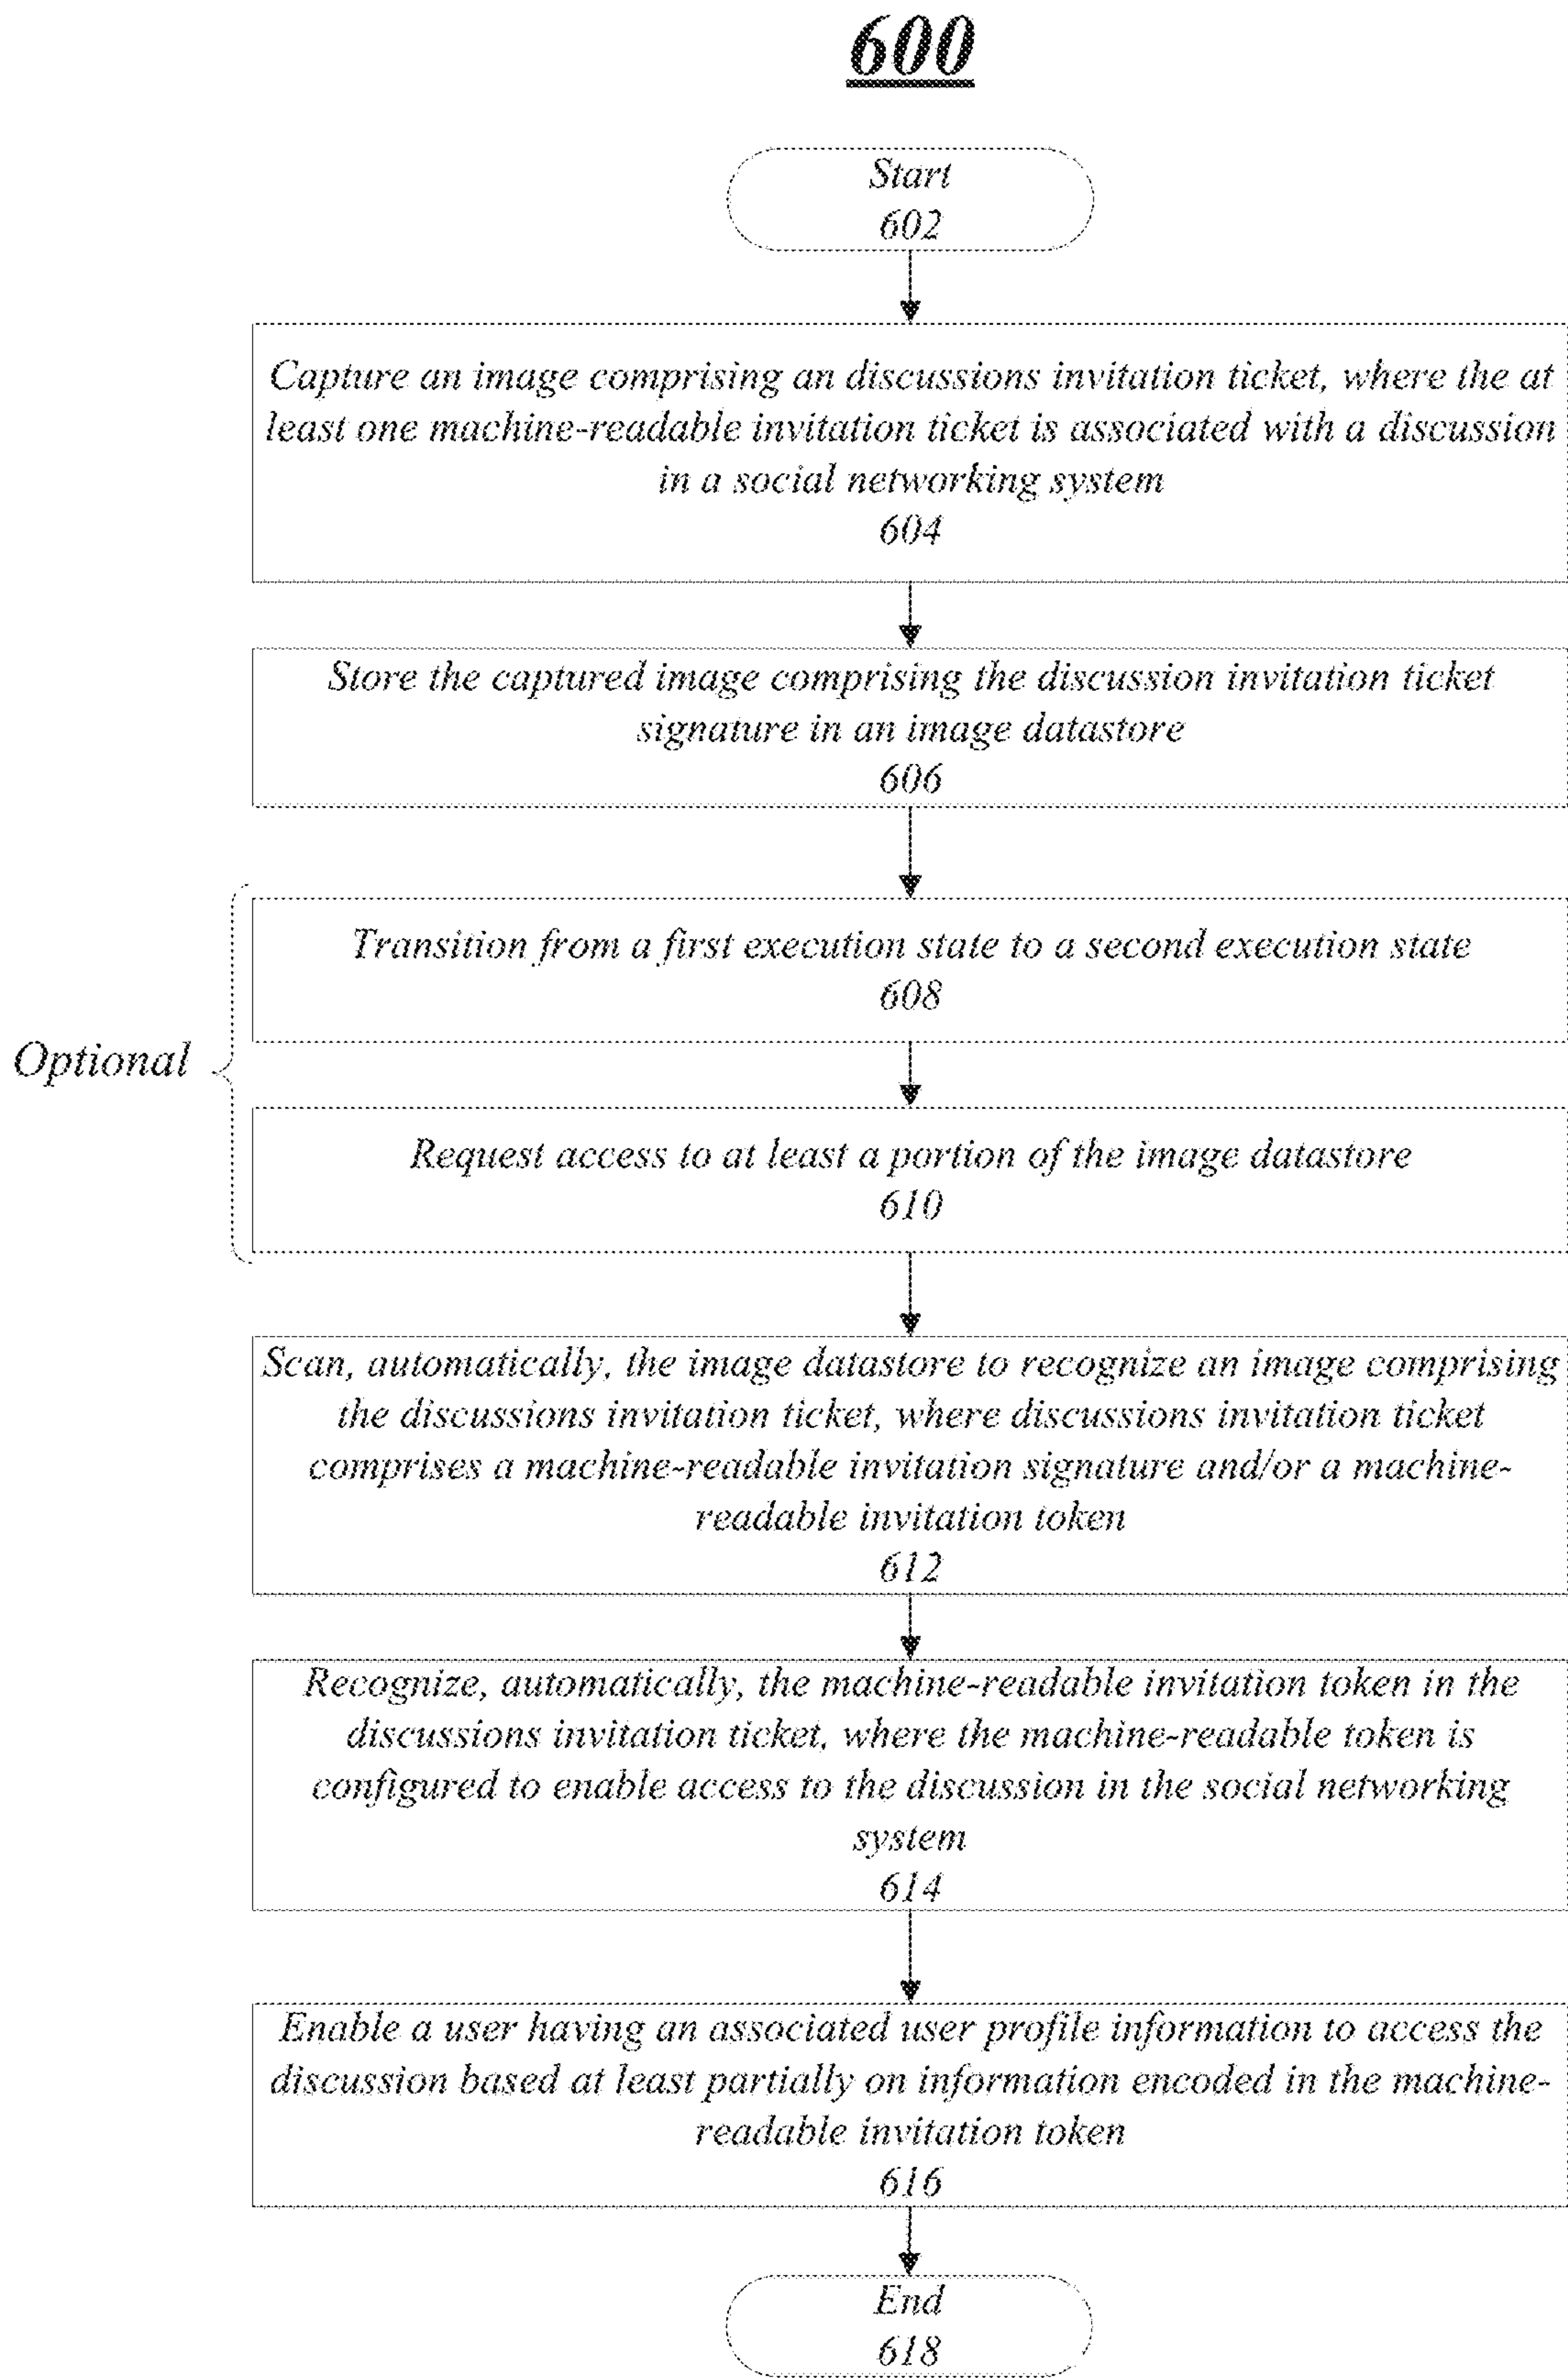 600
Start
602
Capture an image comprising an discussions invitation ticket, where the at
least one machine-readable invitation ticket is associated with a discussion
in a social networking system
604
Store the captured image comprising the discussion invitation ticket
signature in an image datastore
606
Transition from a first execution state to a second execution state
608
Optional
Request access to at least a portion of the image datastore
610
Scan, automatically, the image datastore to recognize an image comprising
the discussions invitation ticket, where discussions invitation ticket
comprises a machine-readable invitation signature and/or a machine-
readable invitation token
612
Recognize, automatically, the machine-readable invitation token in the
discussions invitation ticket, where the machine-readable token is
configured to enable access to the discussion in the social networking
system
614
Enable a user having an associated user profile information to access the
discussion based at least partially on information encoded in the machine-
readable invitation token
616
End
618